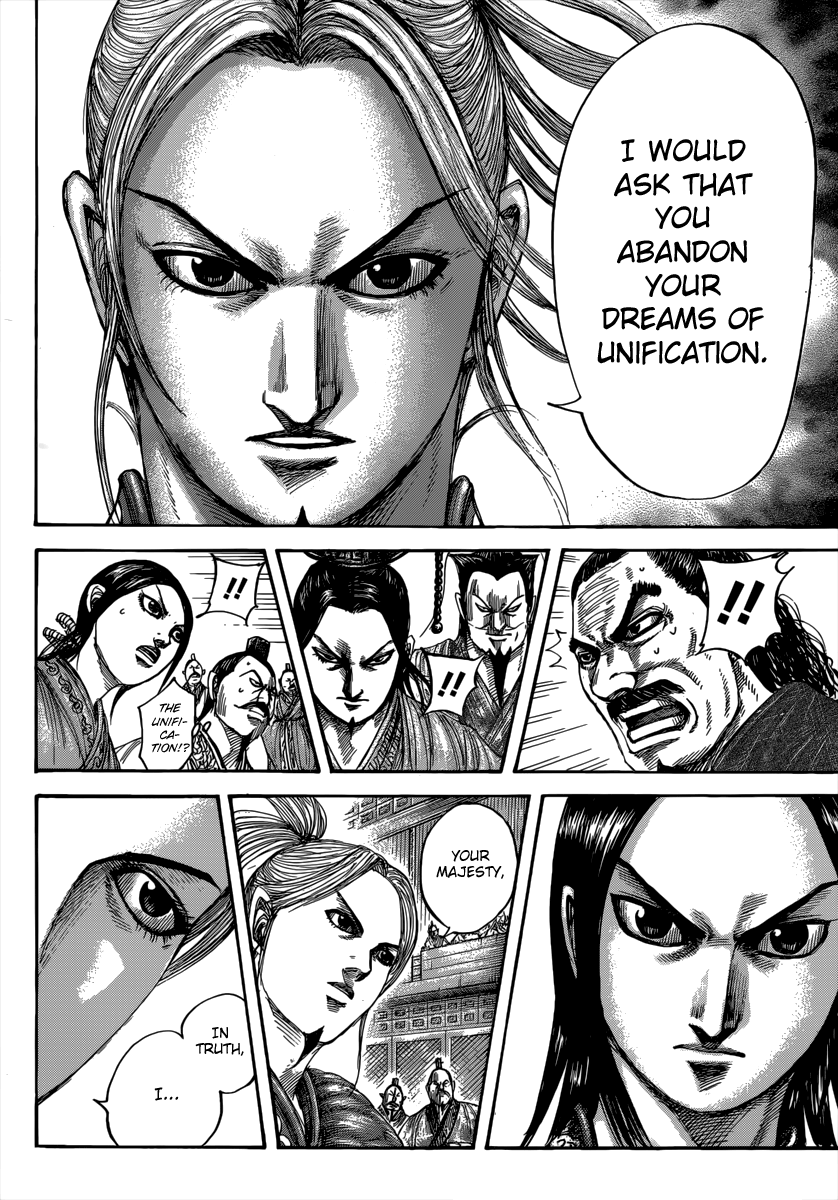 I WOULD
ASK THAT
YOU
ABANDON
YOUR
DREAMS OF
UNIFICATION.
!!
!!
!!
THE
UNIFI-
CA-
TION!?
YOUR
MAJESTY,
IN
TRUTH,
I...